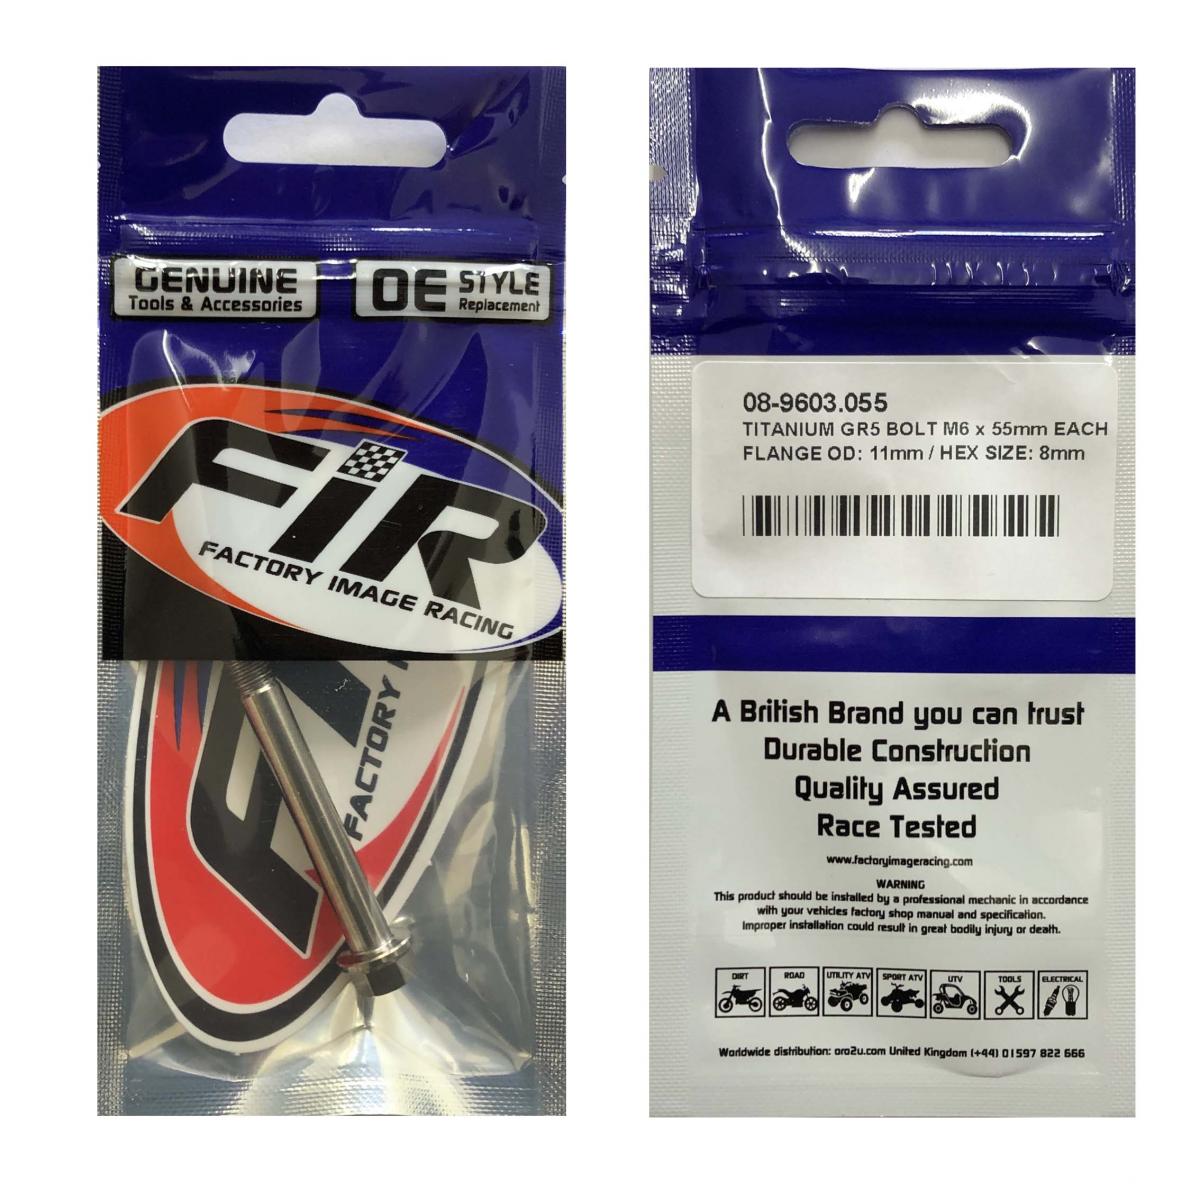 GENUINE
Tools & Accessories
OE STYLE
Replacement
FiR
FACTORY IMAGE RACING
FACTORY
08-9603.055
TITANIUM GR5 BOLT M6 x 55mm EACH
FLANGE OD: 11mm / HEX SIZE: 8mm
A British Brand you can trust
Durable Construction
Quality Assured
Race Tested
www.factoryimageracing.com
WARNING
This product should be installed by a professional mechanic in accordance
with your vehicles factory shop manual and specification.
Improper installation could result in great bodily injury or death.
DIRT ROAD UTILITY ATV SPORT ATV UTV TOOLS ELECTRICAL
Worldwide distribution: oro2u.com United Kingdom (+44) 01597 822 666